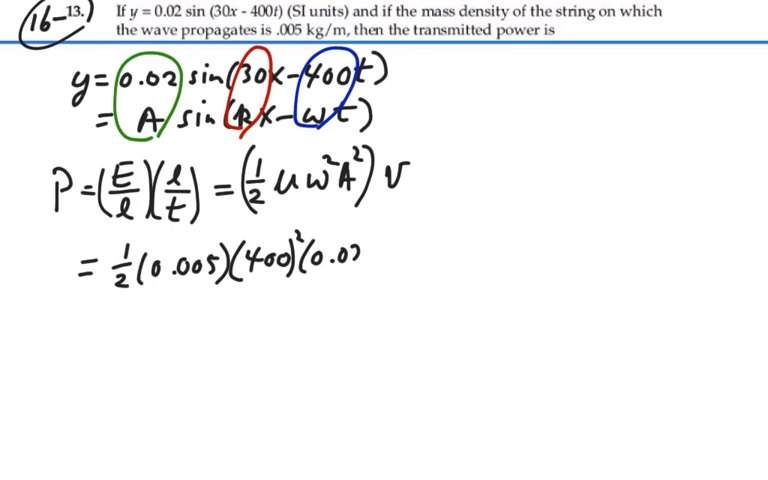 16-13. If y = 0.02 sin (30x - 400t) (SI units) and if the mass density of the string on which
the wave propagates is .005 kg/m, then the transmitted power is
y = 0.02 sin(30x - 400t)
= A sin(kx - ωt)
P = (E/l)(l/t) = (1/2 μ ω² A²) v
= 1/2 (0.005)(400)² (0.02